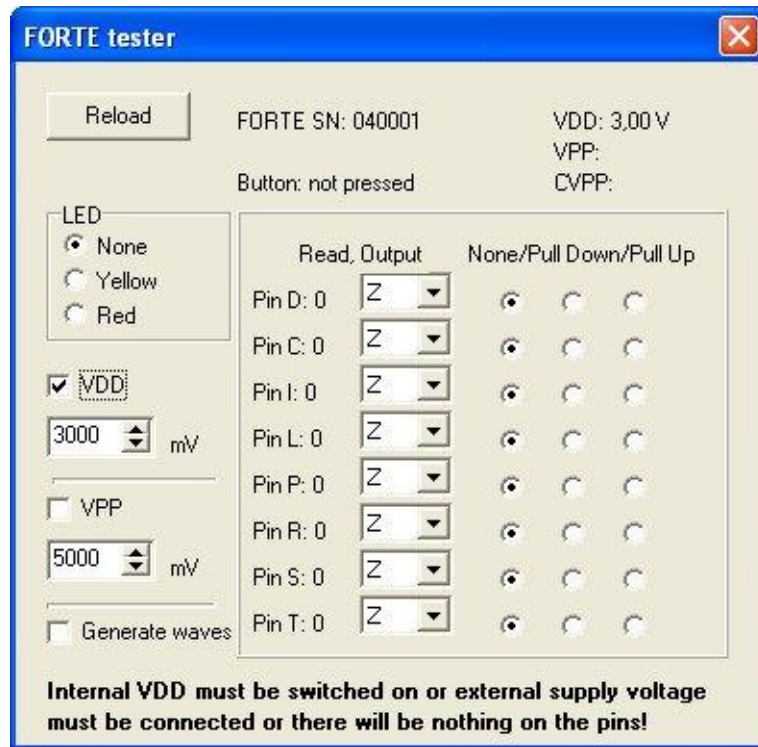 FORTE tester
Reload
FORTE SN: 040001
VDD: 3,00 V
VPP:
Button: not pressed
CVPP:
LED
None
Yellow
Red
VDD
3000 mV
VPP
5000 mV
Generate waves
Read, Output None/Pull Down/Pull Up
Pin D: 0 Z
Pin C: 0 Z
Pin I: 0 Z
Pin L: 0 Z
Pin P: 0 Z
Pin R: 0 Z
Pin S: 0 Z
Pin T: 0 Z
Internal VDD must be switched on or external supply voltage
must be connected or there will be nothing on the pins!